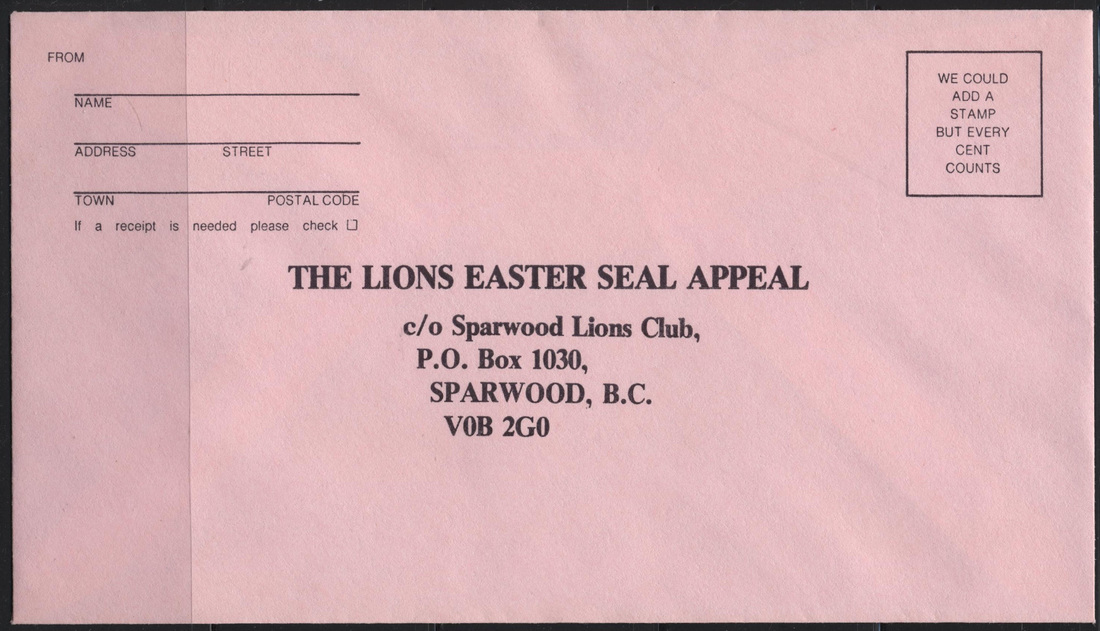 FROM
NAME
ADDRESS STREET
TOWN POSTAL CODE
If a receipt is needed please check ☐
WE COULD
ADD A
STAMP
BUT EVERY
CENT
COUNTS
THE LIONS EASTER SEAL APPEAL
c/o Sparwood Lions Club,
P.O. Box 1030,
SPARWOOD, B.C.
V0B 2G0